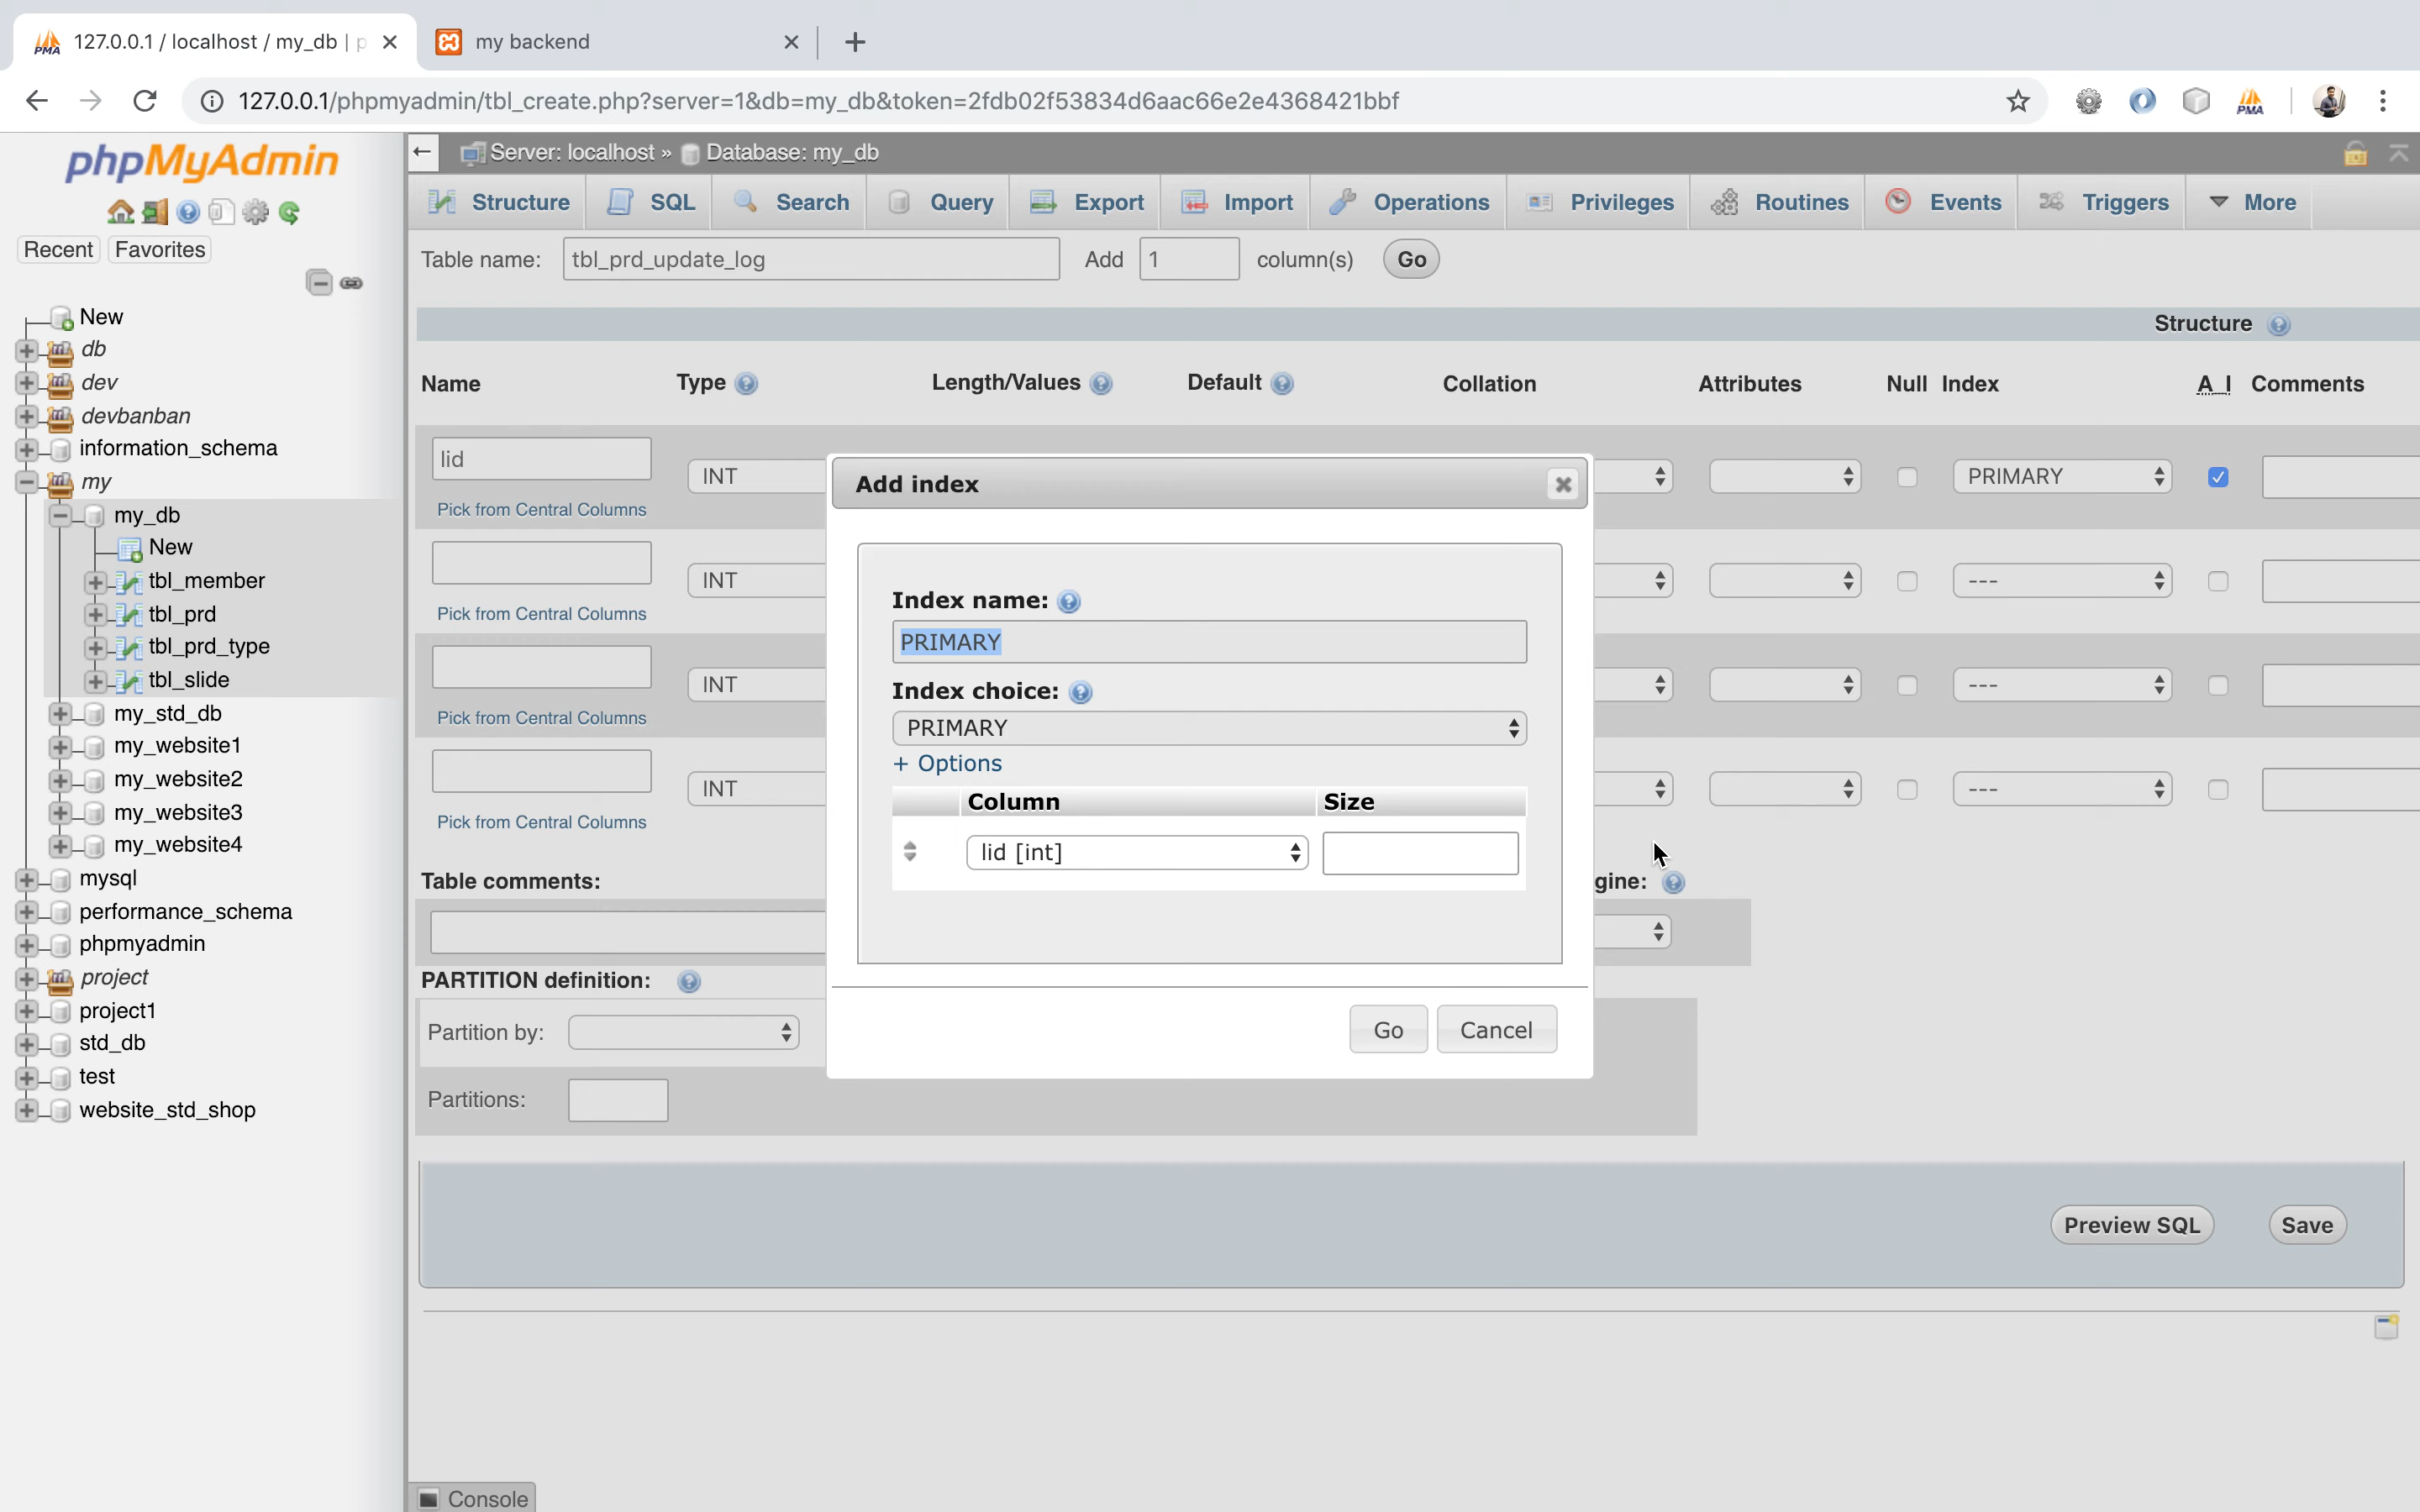 127.0.0.1 / localhost / my_db | p
my backend
127.0.0.1/phpmyadmin/tbl_create.php?server=1&db=my_db&token=2fdb02f53834d6aac66e2e4368421bbf
PMA
phpMyAdmin
Recent Favorites
New
db
dev
devbanban
information_schema
my
my_db
New
tbl_member
tbl_prd
tbl_prd_type
tbl_slide
my_std_db
my_website1
my_website2
my_website3
my_website4
mysql
performance_schema
phpmyadmin
project
project1
std_db
test
website_std_shop
Server: localhost » Database: my_db
Structure SQL Search Query Export Import Operations Privileges Routines Events Triggers More
Table name: tbl_prd_update_log Add 1 column(s) Go
Structure
Name Type Length/Values Default Collation Attributes Null Index A_I Comments
lid INT PRIMARY
Pick from Central Columns
INT ---
Pick from Central Columns
INT ---
Pick from Central Columns
INT ---
Pick from Central Columns
Table comments: gine:
PARTITION definition:
Partition by:
Partitions:
Add index
Index name:
PRIMARY
Index choice:
PRIMARY
+ Options
Column Size
lid [int]
Go Cancel
Preview SQL Save
Console